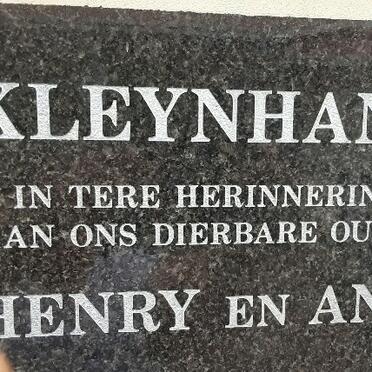 KLEYNHAN
IN TERE HERINNERIN
AN ONS DIERBARE OU
HENRY EN AN